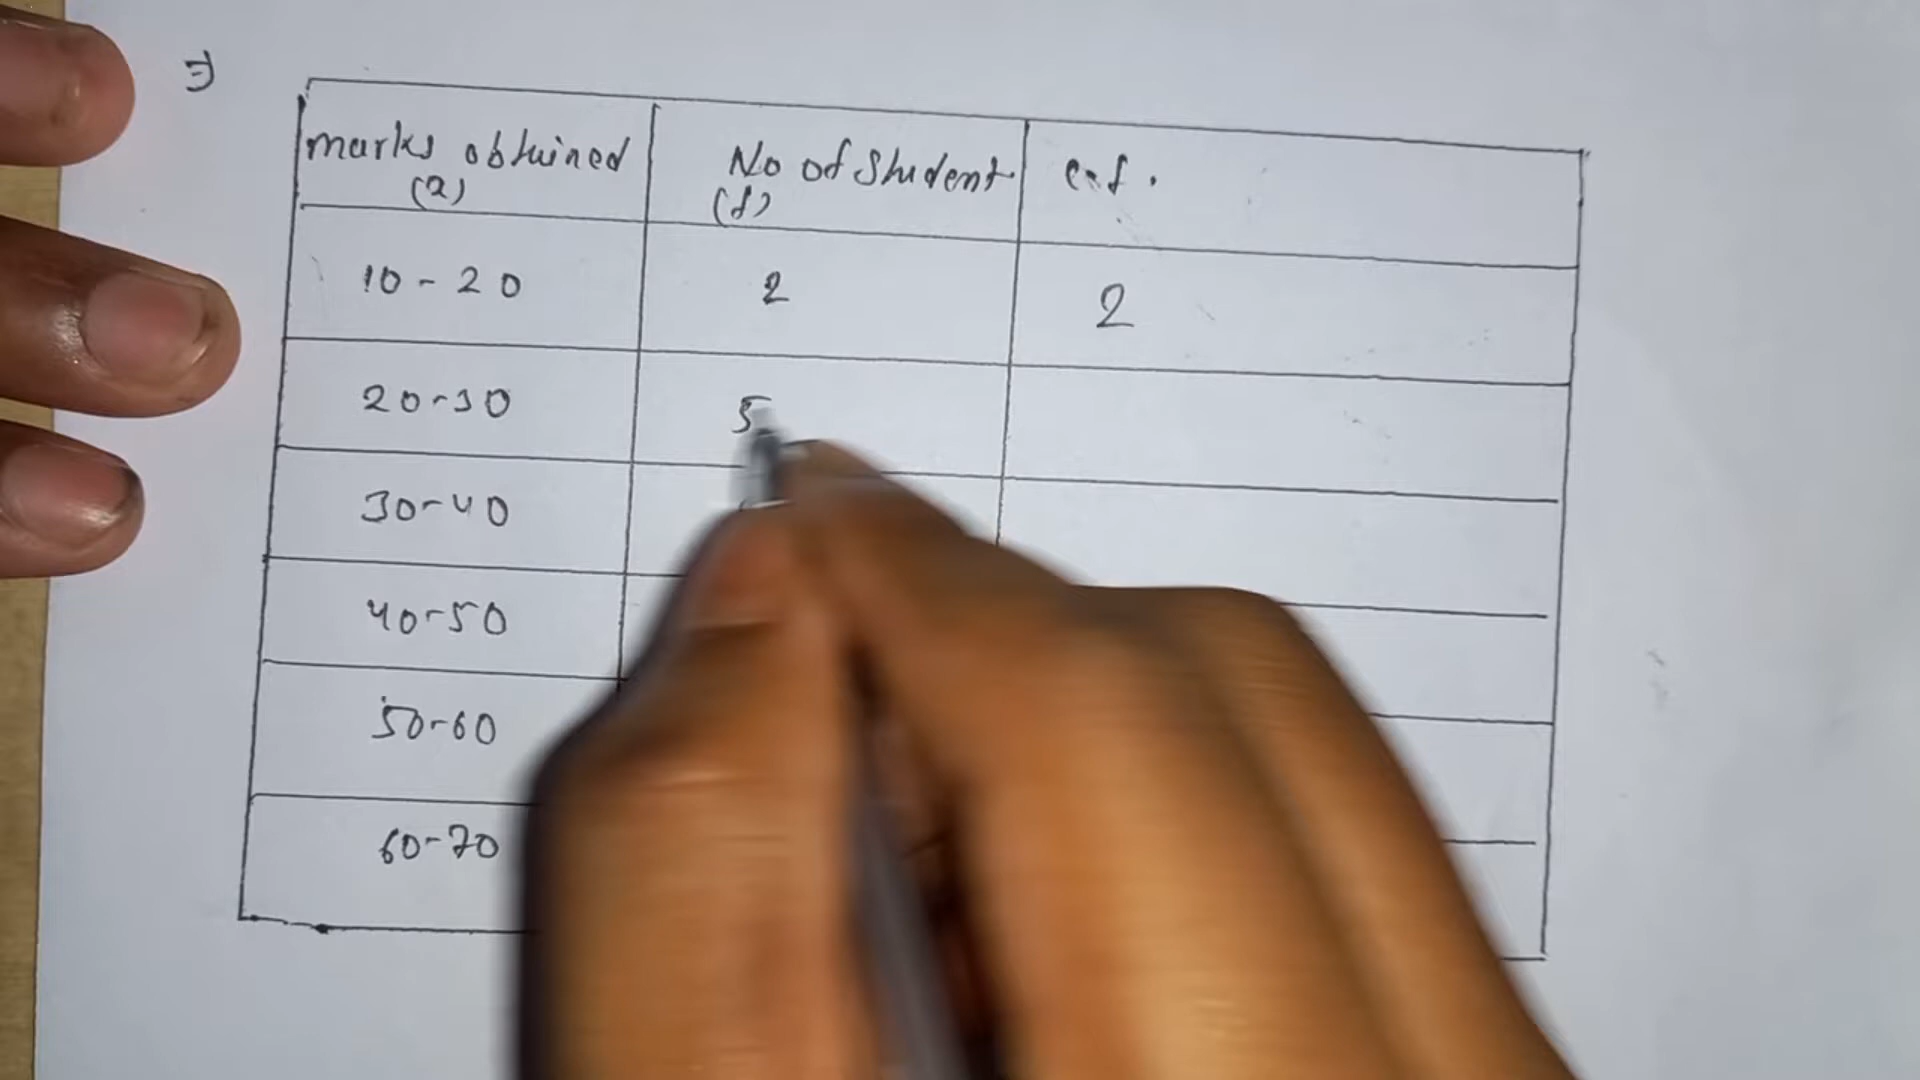 ⇒
marks obtained No of Student c.f.
(x) (f)
10-20 2 2
20-30 5
30-40
40-50
50-60
60-70